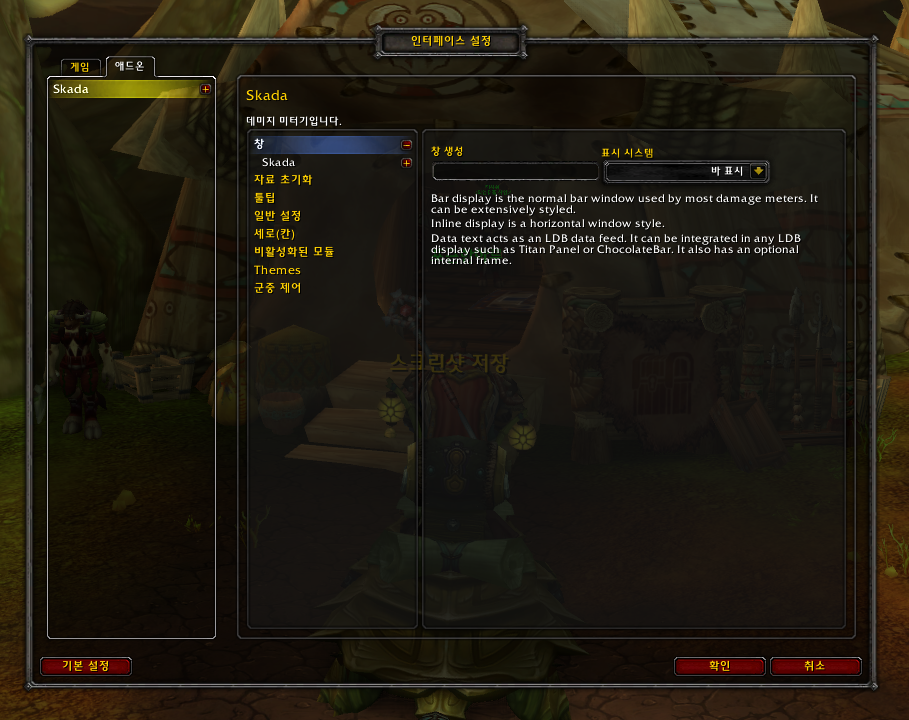 인터페이스 설정
게임
애드온
Skada
Skada
데미지 미터기입니다.
창
Skada
자료 초기화
툴팁
일반 설정
세로(칸)
비활성화된 모듈
Themes
군중 제어
창 생성
표시 시스템
바 표시
Bar display is the normal bar window used by most damage meters. It
can be extensively styled.
Inline display is a horizontal window style.
Data text acts as an LDB data feed. It can be integrated in any LDB
display such as Titan Panel or ChocolateBar. It also has an optional
internal frame.
스크린샷 저장
기본 설정
확인
취소